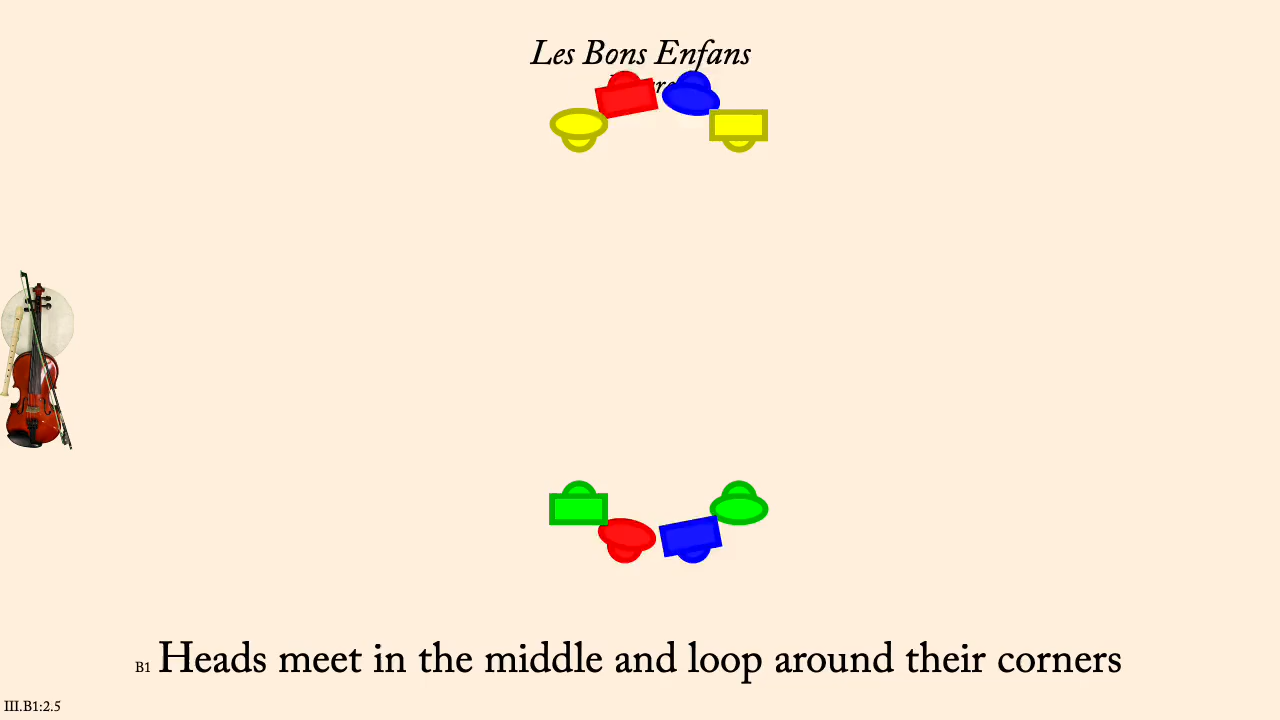 Les Bons Enfans
B1 Heads meet in the middle and loop around their corners
III.B1:2.5